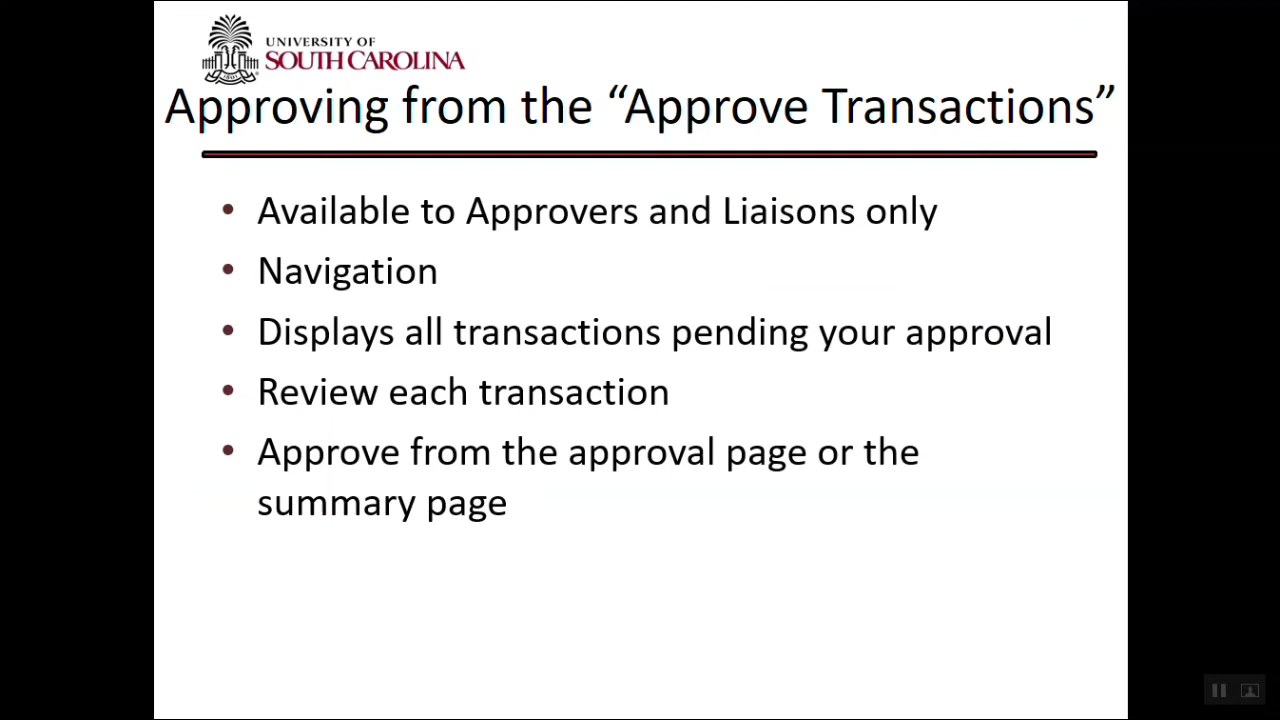 UNIVERSITY OF
SOUTH CAROLINA
Approving from the “Approve Transactions”
• Available to Approvers and Liaisons only
• Navigation
• Displays all transactions pending your approval
• Review each transaction
• Approve from the approval page or the
summary page